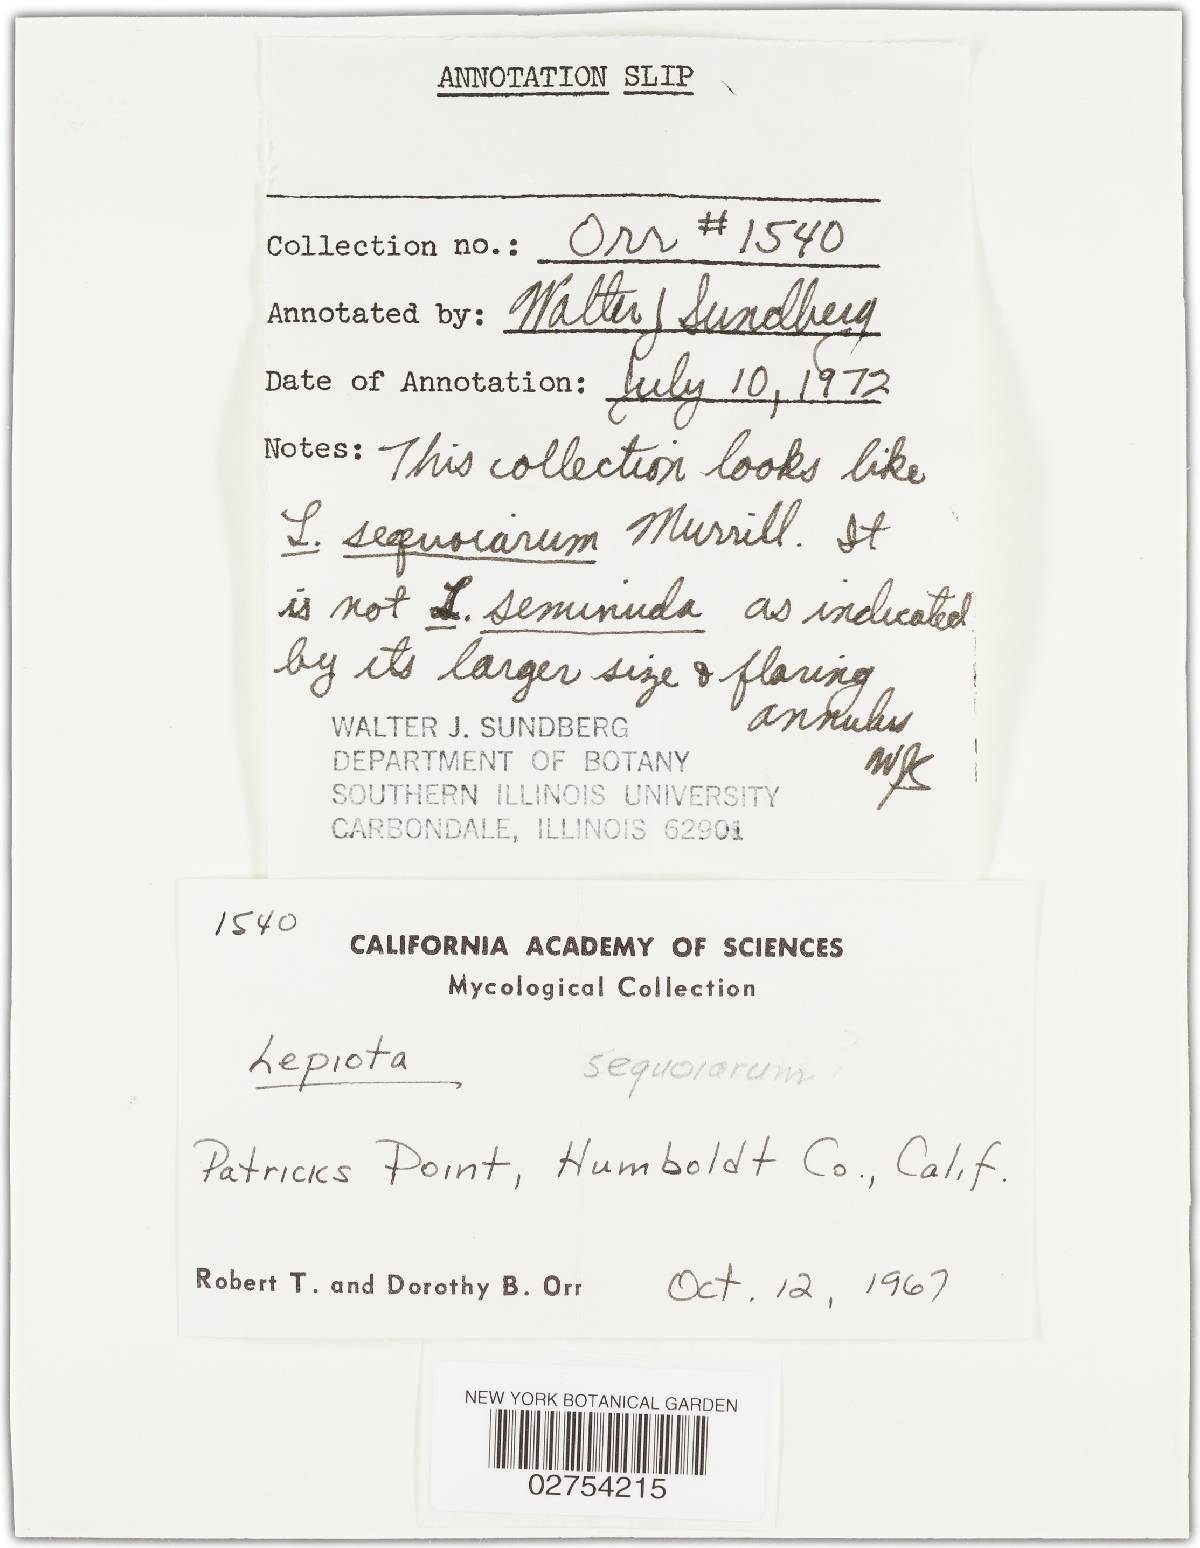 ANNOTATION SLIP
Collection no.: Orr # 1540
Annotated by: Walter J Sundberg
Date of Annotation: July 10, 1972
Notes: This collection looks like
L. sequoiarum Murrill. It
is not L. seminuda as indicated
by its larger size & flaring
annulus
WJS
WALTER J. SUNDBERG
DEPARTMENT OF BOTANY
SOUTHERN ILLINOIS UNIVERSITY
CARBONDALE, ILLINOIS 62901
1540
CALIFORNIA ACADEMY OF SCIENCES
Mycological Collection
Lepiota sequoiarum ?
Patricks Point, Humboldt Co., Calif.
Robert T. and Dorothy B. Orr Oct. 12, 1967
NEW YORK BOTANICAL GARDEN
02754215